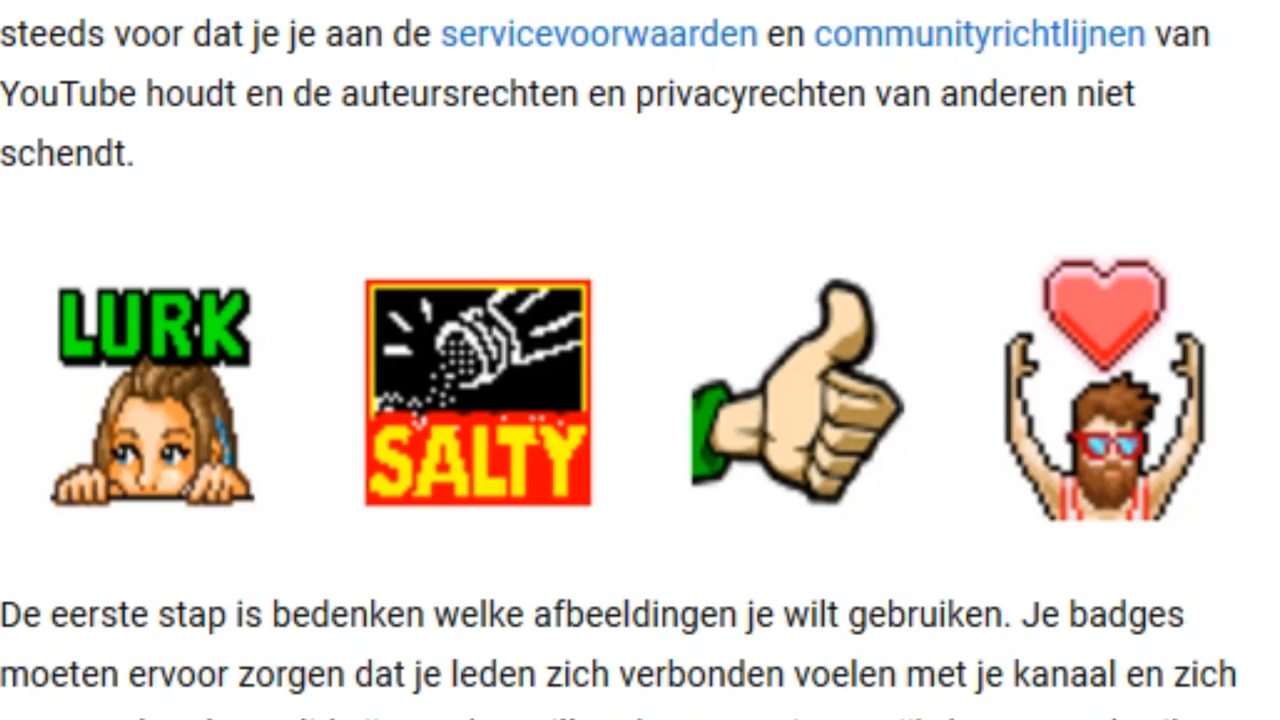 steeds voor dat je je aan de servicevoorwaarden en communityrichtlijnen van
YouTube houdt en de auteursrechten en privacyrechten van anderen niet
schendt.
LURK
SALTY
De eerste stap is bedenken welke afbeeldingen je wilt gebruiken. Je badges
moeten ervoor zorgen dat je leden zich verbonden voelen met je kanaal en zich